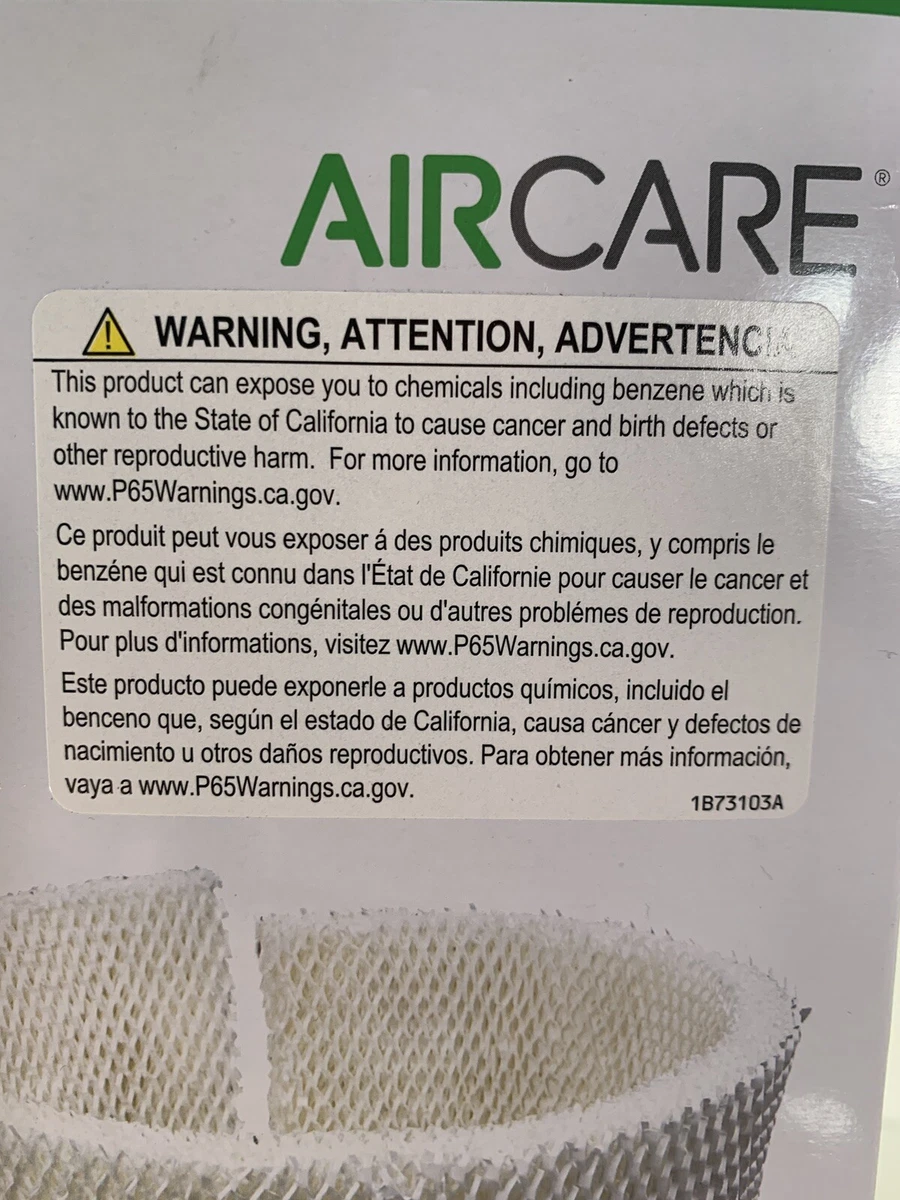 AIRCARE®
WARNING, ATTENTION, ADVERTENCIA
This product can expose you to chemicals including benzene which is
known to the State of California to cause cancer and birth defects or
other reproductive harm. For more information, go to
www.P65Warnings.ca.gov.
Ce produit peut vous exposer á des produits chimiques, y compris le
benzéne qui est connu dans l'État de Californie pour causer le cancer et
des malformations congénitales ou d'autres problémes de reproduction.
Pour plus d'informations, visitez www.P65Warnings.ca.gov.
Este producto puede exponerle a productos químicos, incluido el
benceno que, según el estado de California, causa cáncer y defectos de
nacimiento u otros daños reproductivos. Para obtener más información,
vaya a www.P65Warnings.ca.gov.
1B73103A